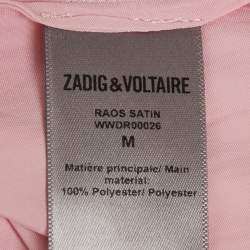 ZADIG&VOLTAIRE
RAOS SATIN
WWDR00026
M
Matière principale/ Main
material:
100% Polyester/ Polyester